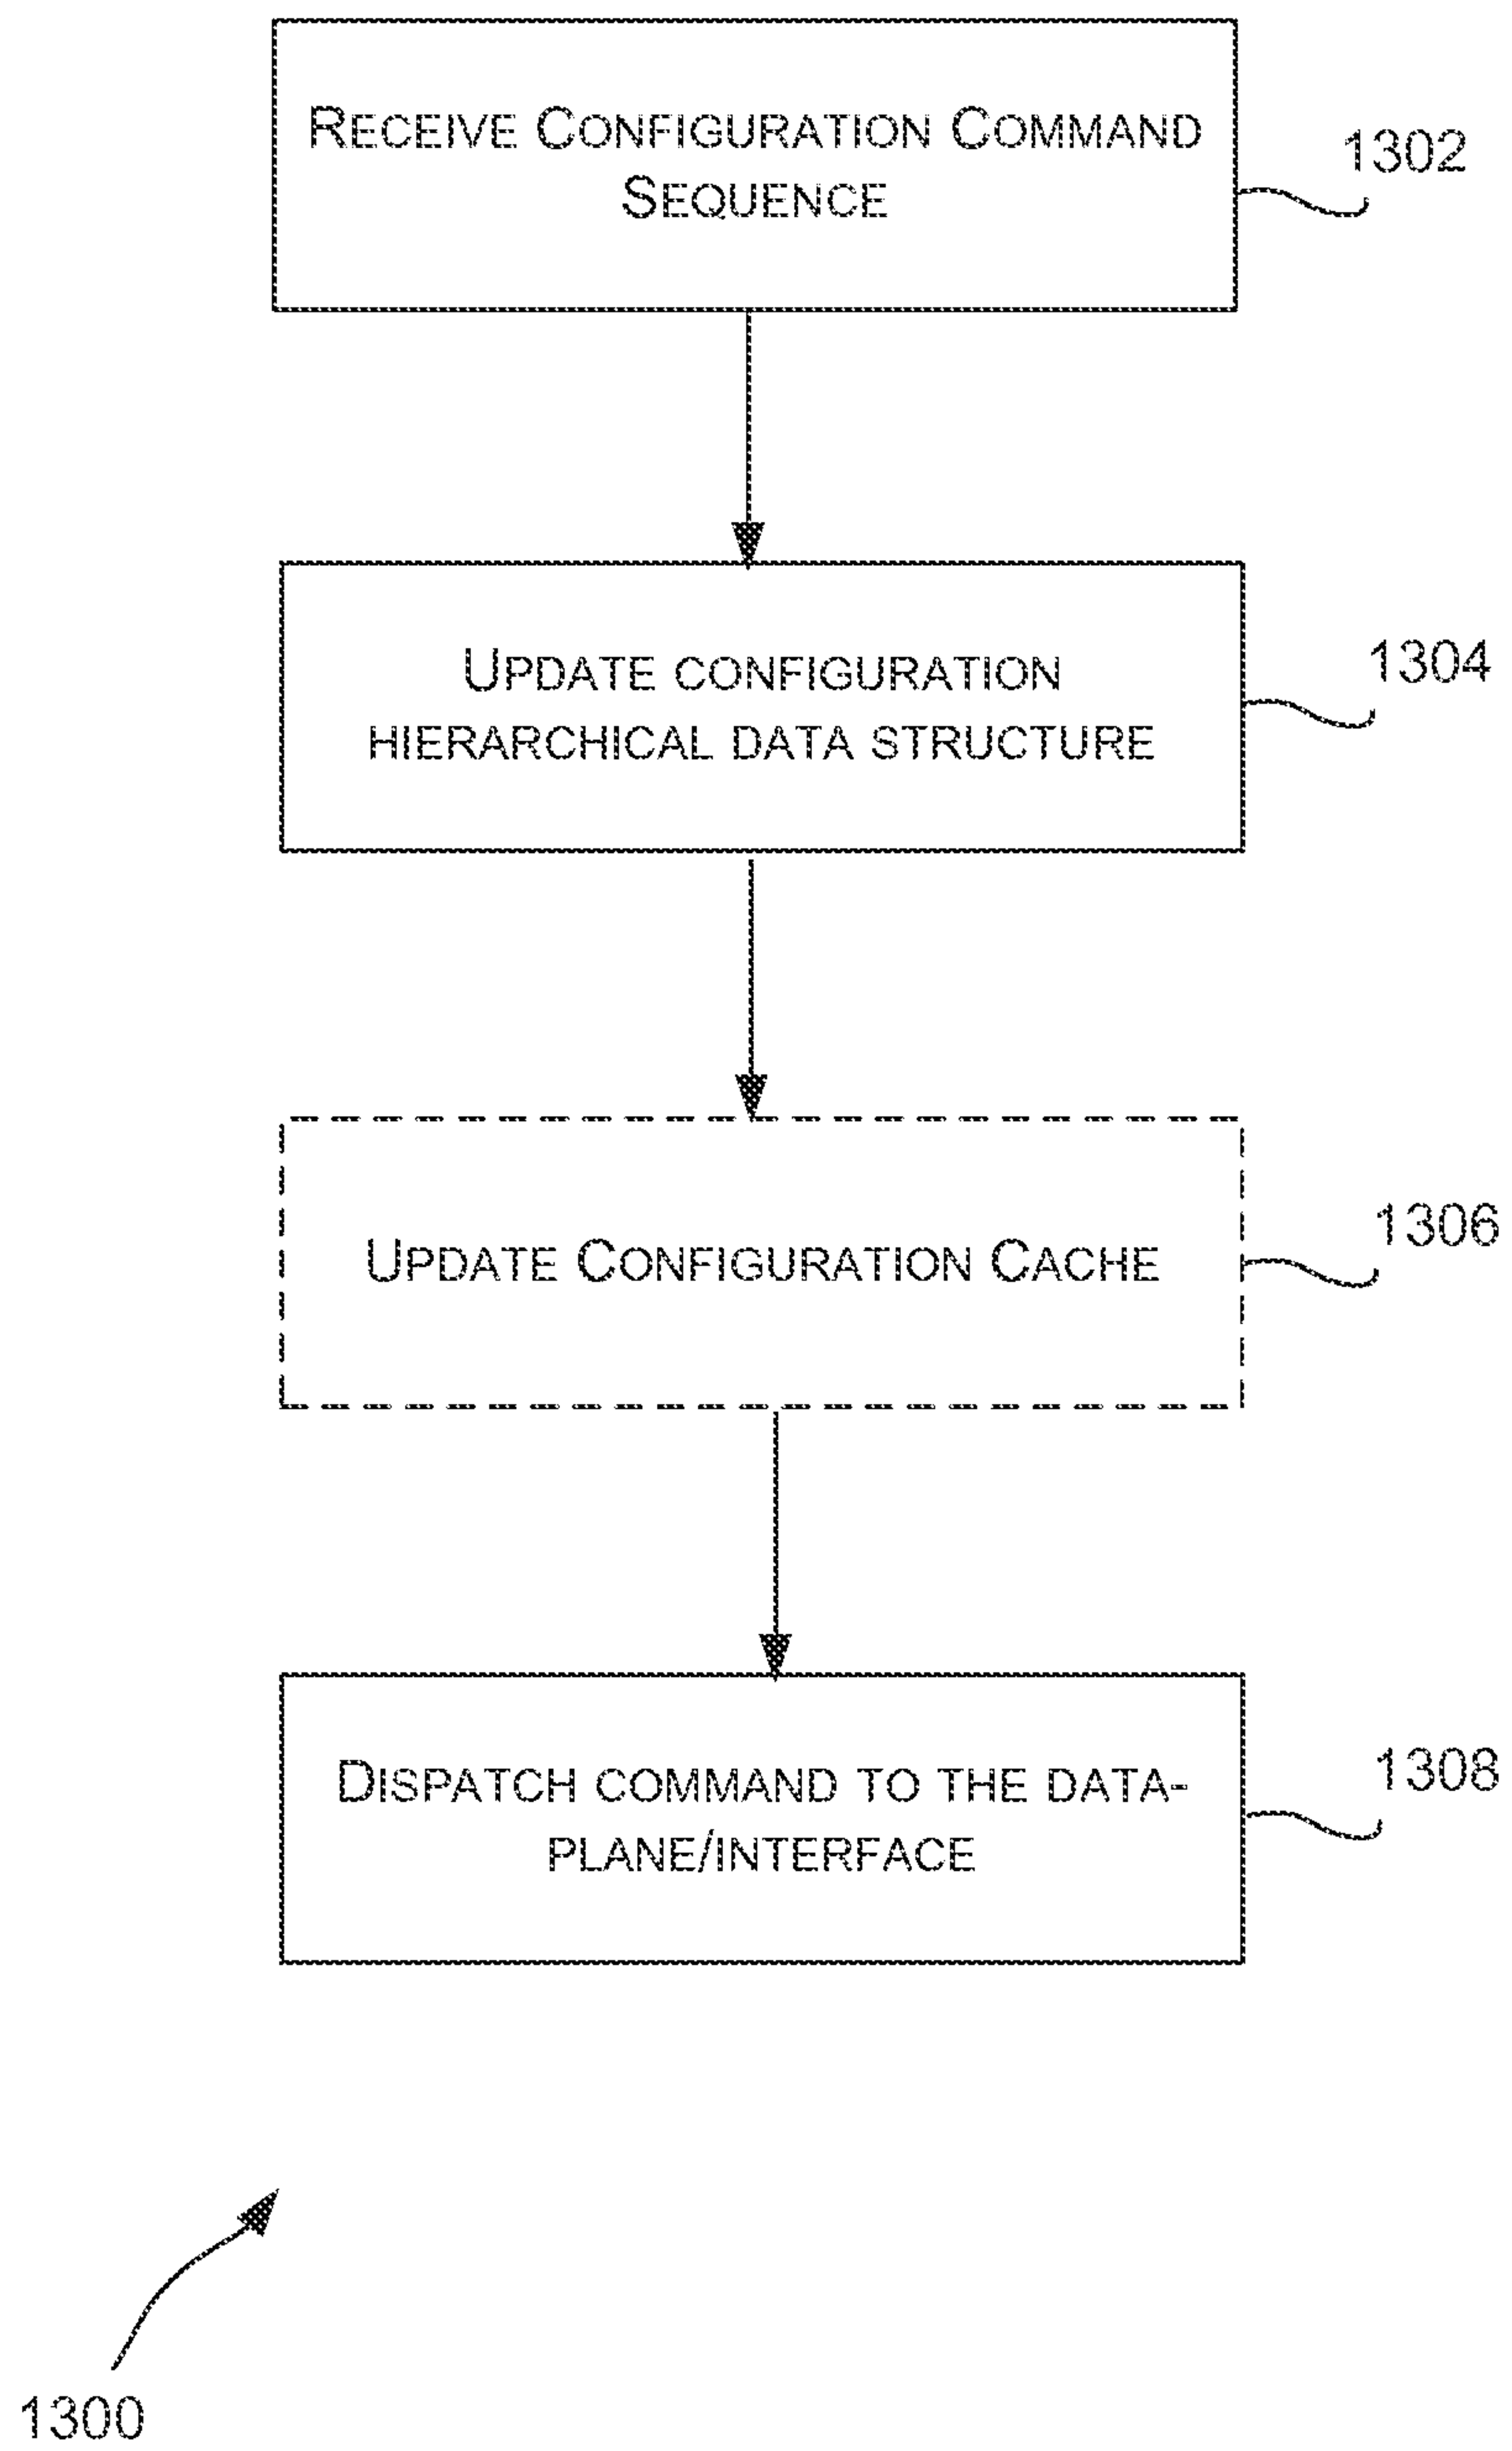 RECEIVE CONFIGURATION COMMAND
SEQUENCE
1302
UPDATE CONFIGURATION
HIERARCHICAL DATA STRUCTURE
1304
UPDATE CONFIGURATION CACHE
1306
DISPATCH COMMAND TO THE DATA-
PLANE/INTERFACE
1308
1300